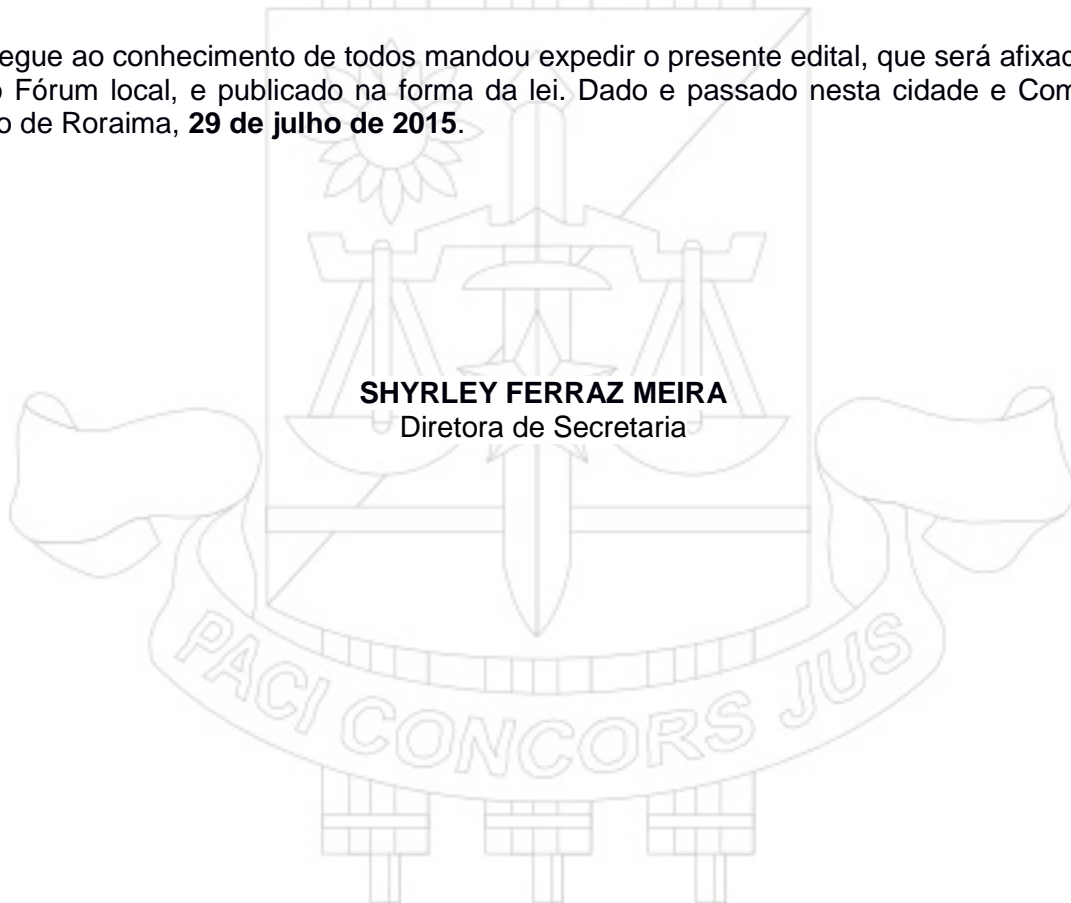 egue ao conhecimento de todos mandou expedir o presente edital, que será afixad
o Fórum local, e publicado na forma da lei. Dado e passado nesta cidade e Com
o de Roraima, 29 de julho de 2015.
SHYRLEY FERRAZ MEIRA
Diretora de Secretaria
PACI CONCORS JUS